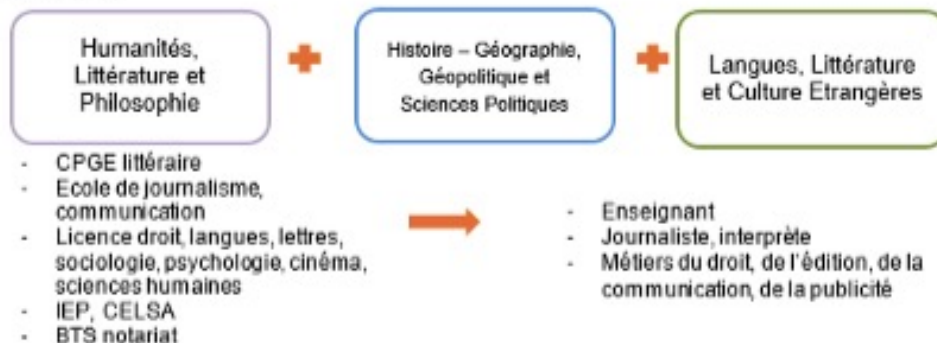 Humanités,
Littérature et
Philosophie
Histoire – Géographie,
Géopolitique et
Sciences Politiques
Langues, Littérature
et Culture Etrangères
- CPGE littéraire
- Ecole de journalisme,
communication
- Licence droit, langues, lettres,
sociologie, psychologie, cinéma,
sciences humaines
- IEP, CELSA
- BTS notariat
- Enseignant
- Journaliste, interprète
- Métiers du droit, de l'édition, de la
communication, de la publicité